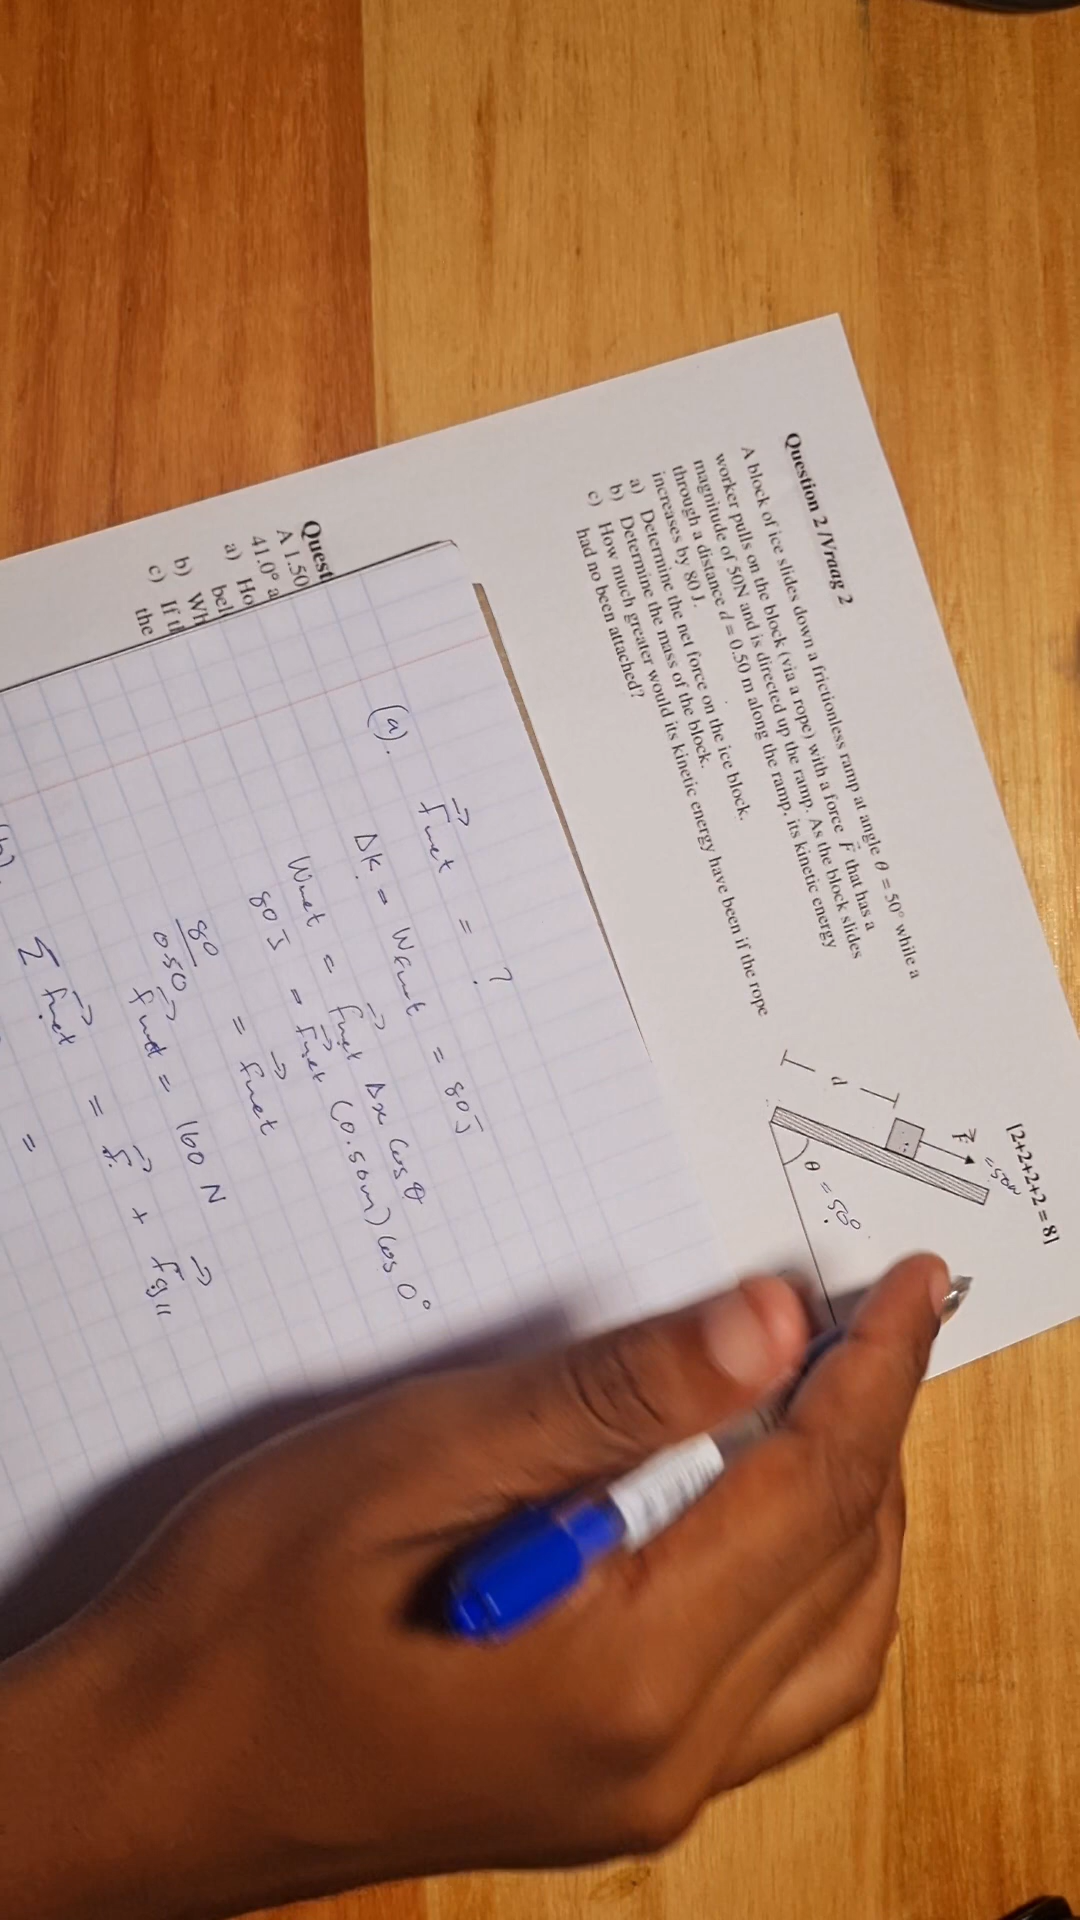 Question 2 /Vraag 2
[2+2+2+2 = 8]
A block of ice slides down a frictionless ramp at angle θ = 50° while a
worker pulls on the block (via a rope) with a force F⃗ that has a
magnitude of 50N and is directed up the ramp. As the block slides
through a distance d = 0.50 m along the ramp, its kinetic energy
increases by 80 J.
a) Determine the net force on the ice block.
b) Determine the mass of the block.
c) How much greater would its kinetic energy have been if the rope
had no been attached?
F⃗
= 50N
d
θ = 50°
Quest
A 1.50
41.0° a
a) Ho
bel
b) Wh
c) If th
the
(a). F⃗net = ?
ΔK = Wnet = 80J
Wnet = F⃗net Δx Cosθ
80J = F⃗net (0.50m) Cos 0°
80/0.50 = F⃗net
F⃗net = 160 N
(b). Σ F⃗net = F⃗ + F⃗g||
=